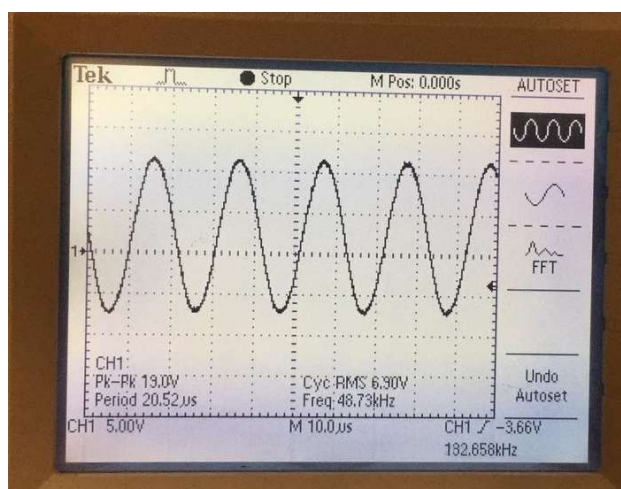 Tek Stop M Pos: 0.000s AUTOSET
1
FFT
CH1
Pk-Pk 19.0V Cyc RMS 6.90V
Period 20.52µs Freq 48.73kHz
Undo
Autoset
CH1 5.00V M 10.0µs CH1 -3.66V
132.658kHz